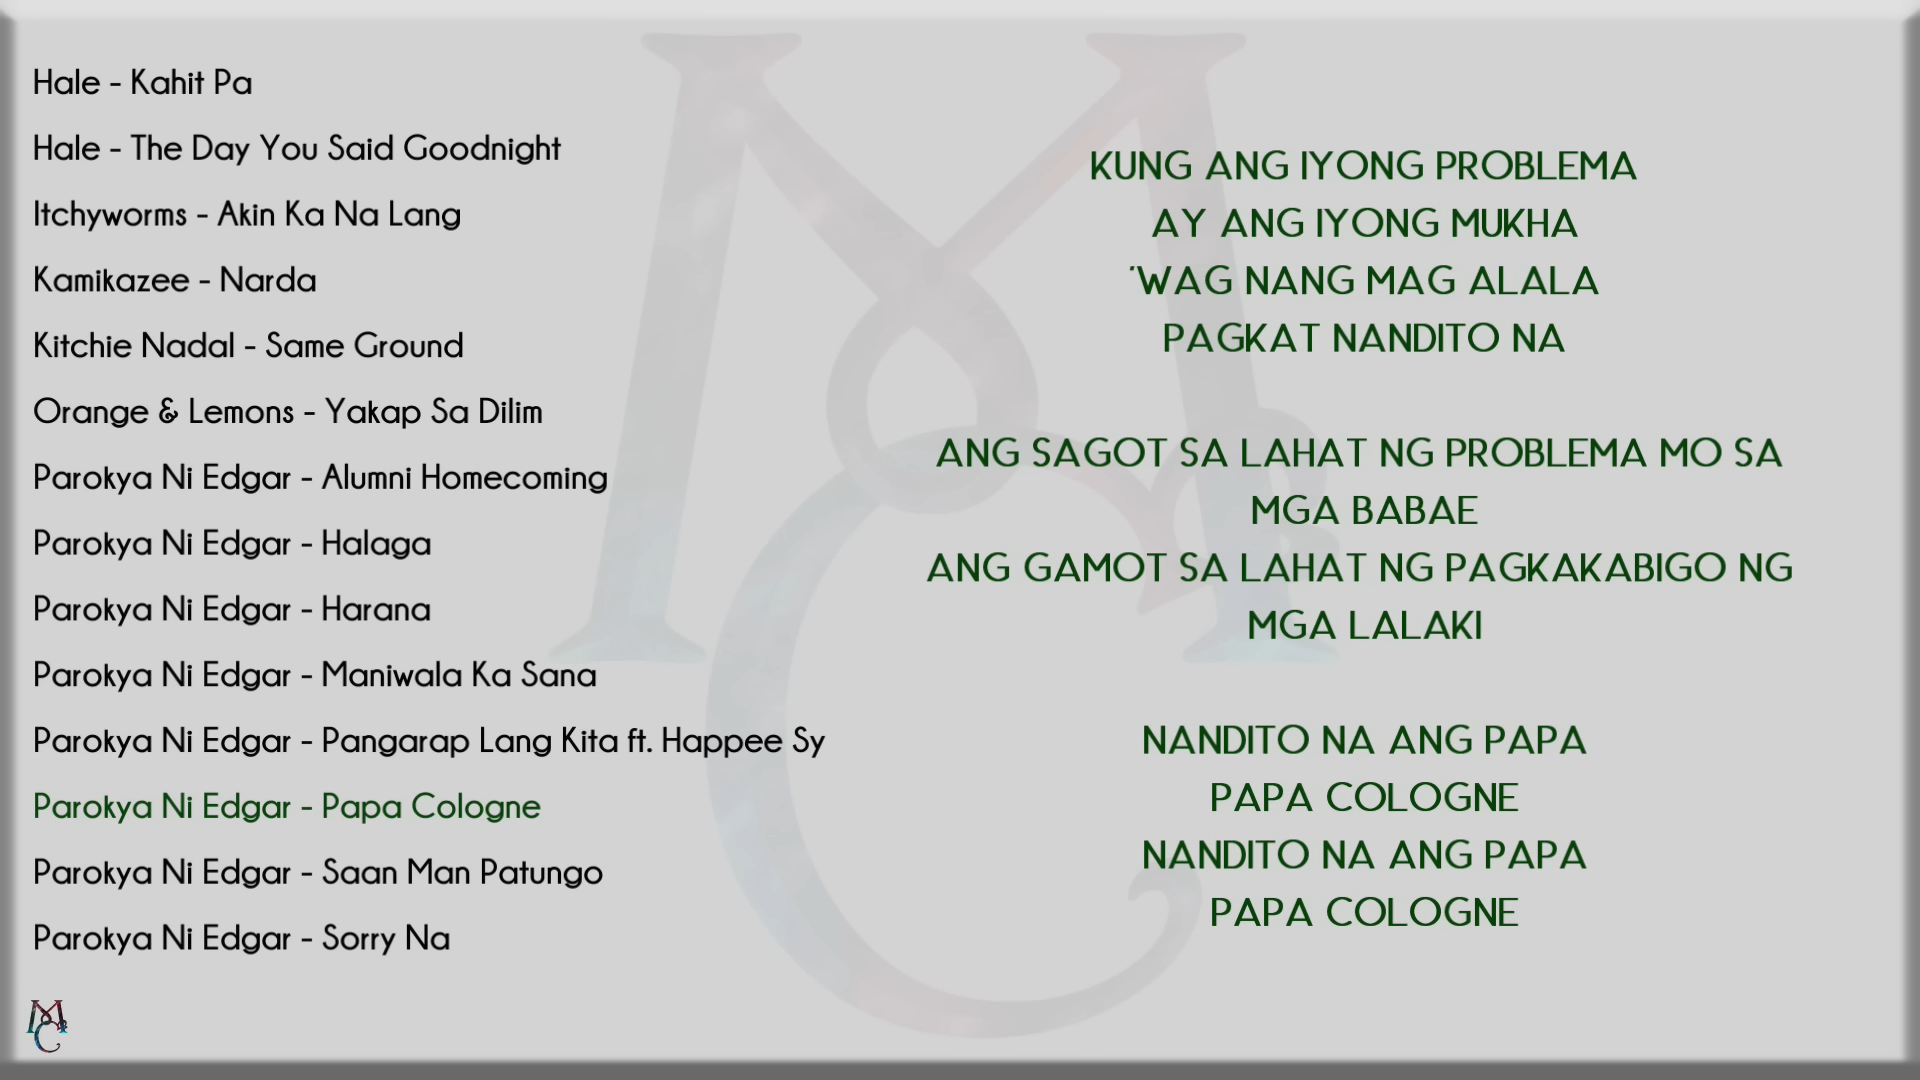 Hale - Kahit Pa
Hale - The Day You Said Goodnight
Itchyworms - Akin Ka Na Lang
Kamikazee - Narda
Kitchie Nadal - Same Ground
Orange & Lemons - Yakap Sa Dilim
Parokya Ni Edgar - Alumni Homecoming
Parokya Ni Edgar - Halaga
Parokya Ni Edgar - Harana
Parokya Ni Edgar - Maniwala Ka Sana
Parokya Ni Edgar - Pangarap Lang Kita ft. Happee Sy
Parokya Ni Edgar - Papa Cologne
Parokya Ni Edgar - Saan Man Patungo
Parokya Ni Edgar - Sorry Na
KUNG ANG IYONG PROBLEMA
AY ANG IYONG MUKHA
'WAG NANG MAG ALALA
PAGKAT NANDITO NA
ANG SAGOT SA LAHAT NG PROBLEMA MO SA
MGA BABAE
ANG GAMOT SA LAHAT NG PAGKAKABIGO NG
MGA LALAKI
NANDITO NA ANG PAPA
PAPA COLOGNE
NANDITO NA ANG PAPA
PAPA COLOGNE